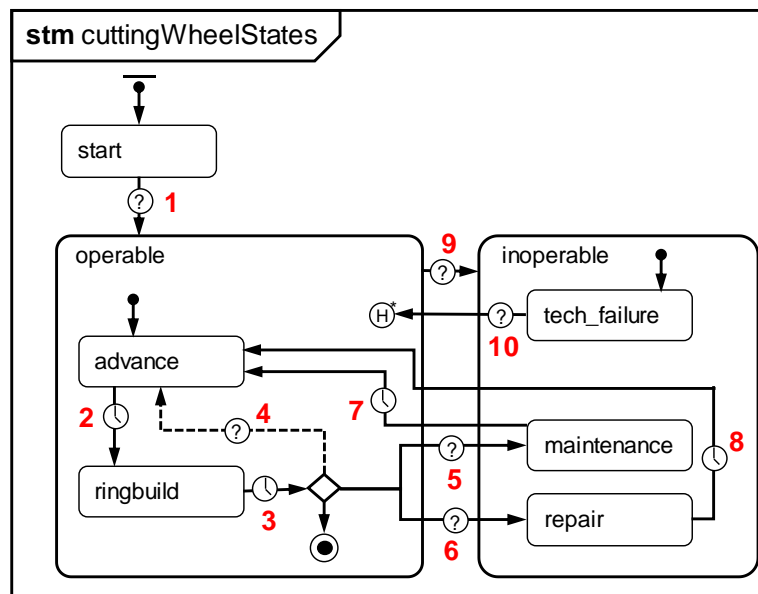 stm cuttingWheelStates
start
? 1
operable
9
?
inoperable
H*
?
10
tech_failure
advance
2
4
?
7
maintenance
8
?
5
ringbuild
3
?
6
repair